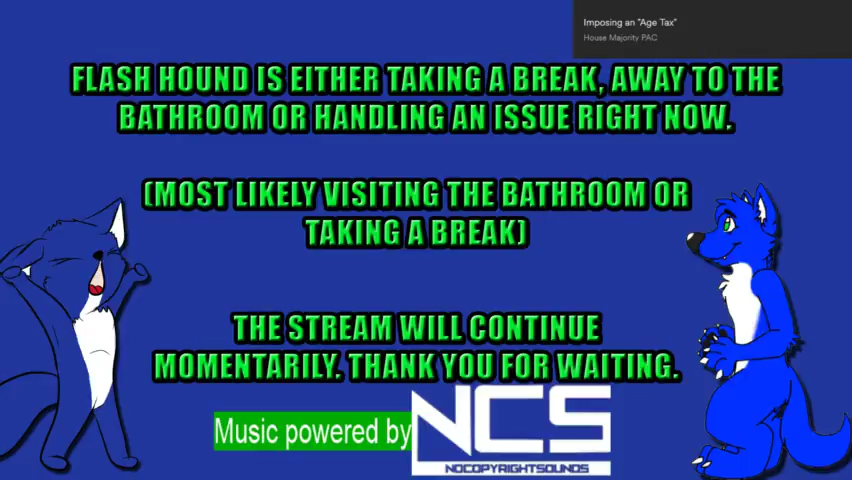 Imposing an "Age Tax"
House Majority PAC
FLASH HOUND IS EITHER TAKING A BREAK, AWAY TO THE
BATHROOM OR HANDLING AN ISSUE RIGHT NOW.
(MOST LIKELY VISITING THE BATHROOM OR
TAKING A BREAK)
THE STREAM WILL CONTINUE
MOMENTARILY. THANK YOU FOR WAITING.
Music powered by
NCS
NOCOPYRIGHTSOUNDS